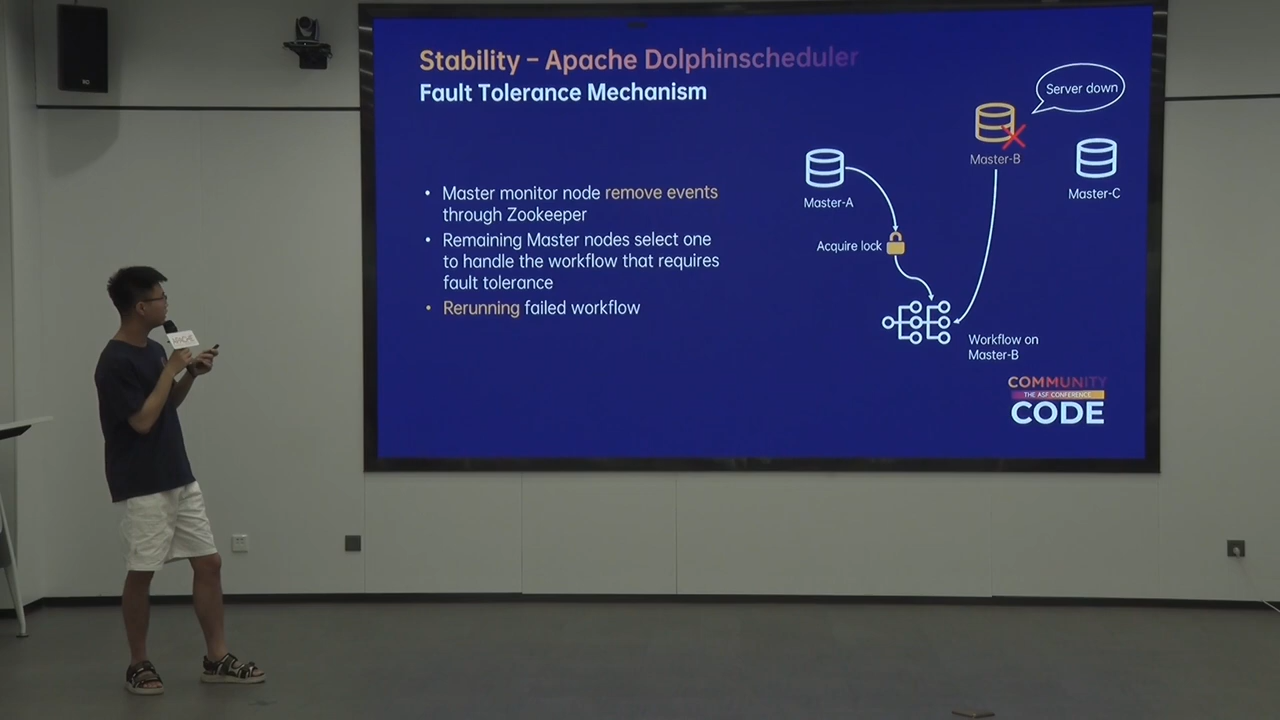 Stability – Apache Dolphinscheduler
Fault Tolerance Mechanism
• Master monitor node remove events
through Zookeeper
• Remaining Master nodes select one
to handle the workflow that requires
fault tolerance
• Rerunning failed workflow
Server down
Master-B
Master-A
Master-C
Acquire lock
Workflow on
Master-B
COMMUNITY
THE ASF CONFERENCE
CODE
APACHE